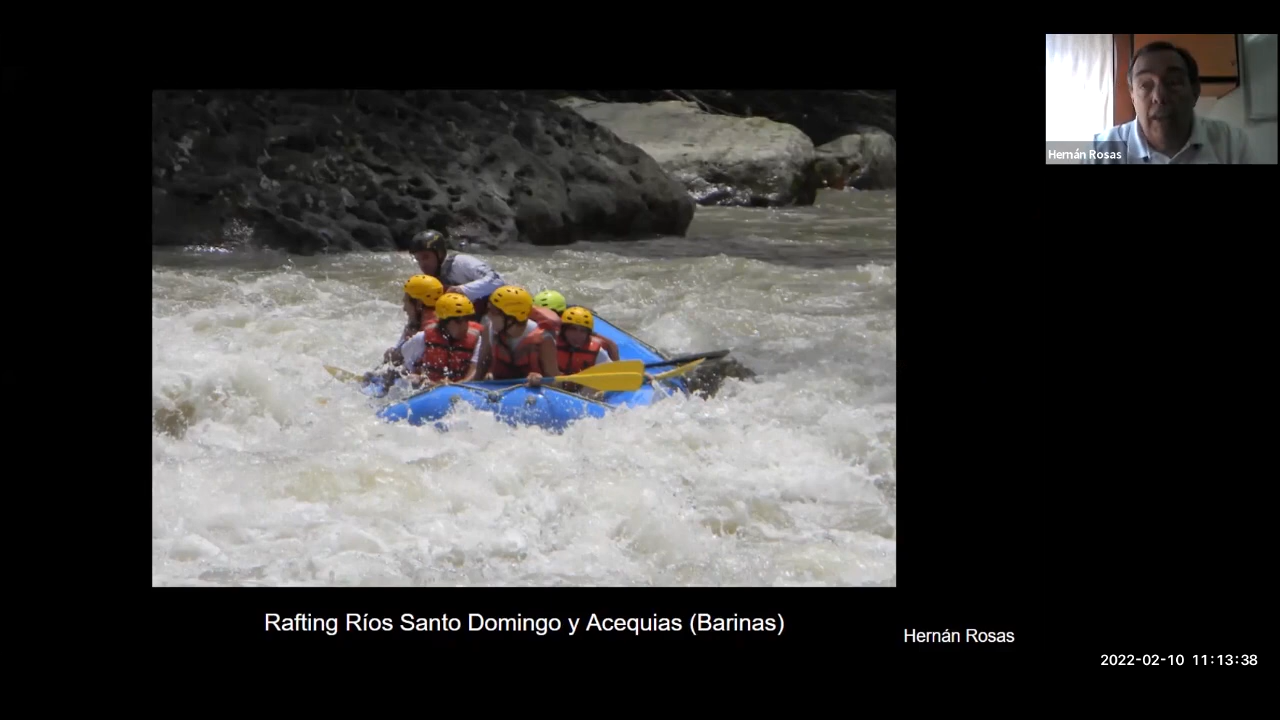 Hernán Rosas
Rafting Ríos Santo Domingo y Acequias (Barinas)
Hernán Rosas
2022-02-10 11:13:38